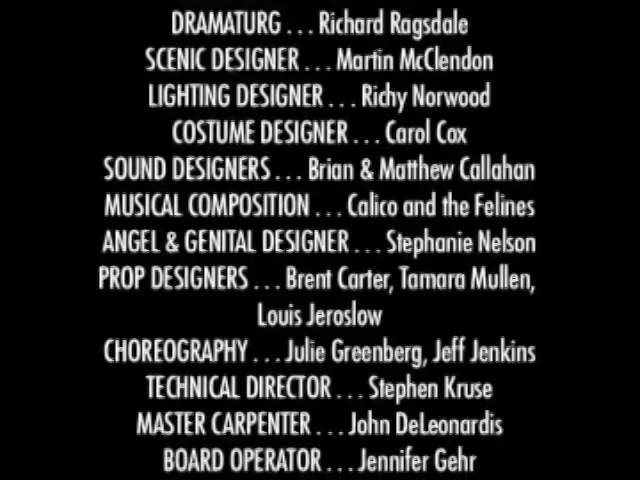 DRAMATURG . . . Richard Ragsdale
SCENIC DESIGNER . . . Martin McClendon
LIGHTING DESIGNER . . . Richy Norwood
COSTUME DESIGNER . . . Carol Cox
SOUND DESIGNERS . . . Brian & Matthew Callahan
MUSICAL COMPOSITION . . . Calico and the Felines
ANGEL & GENITAL DESIGNER . . . Stephanie Nelson
PROP DESIGNERS . . . Brent Carter, Tamara Mullen,
Louis Jeroslow
CHOREOGRAPHY . . . Julie Greenberg, Jeff Jenkins
TECHNICAL DIRECTOR . . . Stephen Kruse
MASTER CARPENTER . . . John DeLeonardis
BOARD OPERATOR . . . Jennifer Gehr